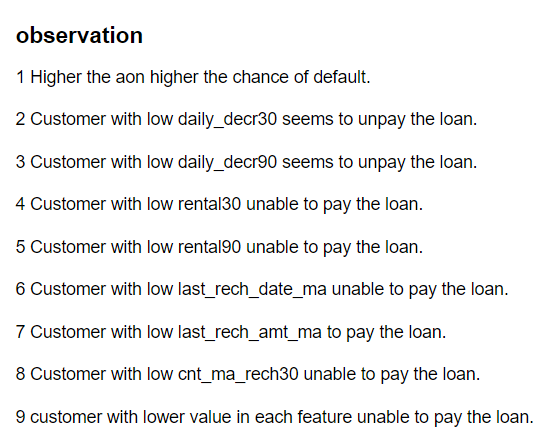 observation
1 Higher the aon higher the chance of default.
2 Customer with low daily_decr30 seems to unpay the loan.
3 Customer with low daily_decr90 seems to unpay the loan.
4 Customer with low rental30 unable to pay the loan.
5 Customer with low rental90 unable to pay the loan.
6 Customer with low last_rech_date_ma unable to pay the loan.
7 Customer with low last_rech_amt_ma to pay the loan.
8 Customer with low cnt_ma_rech30 unable to pay the loan.
9 customer with lower value in each feature unable to pay the loan.